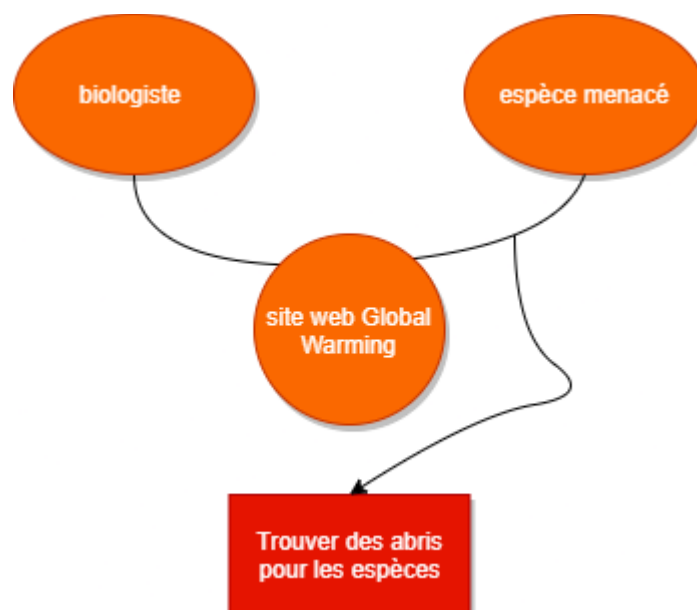 biologiste
espèce menacé
site web Global
Warming
Trouver des abris
pour les espèces